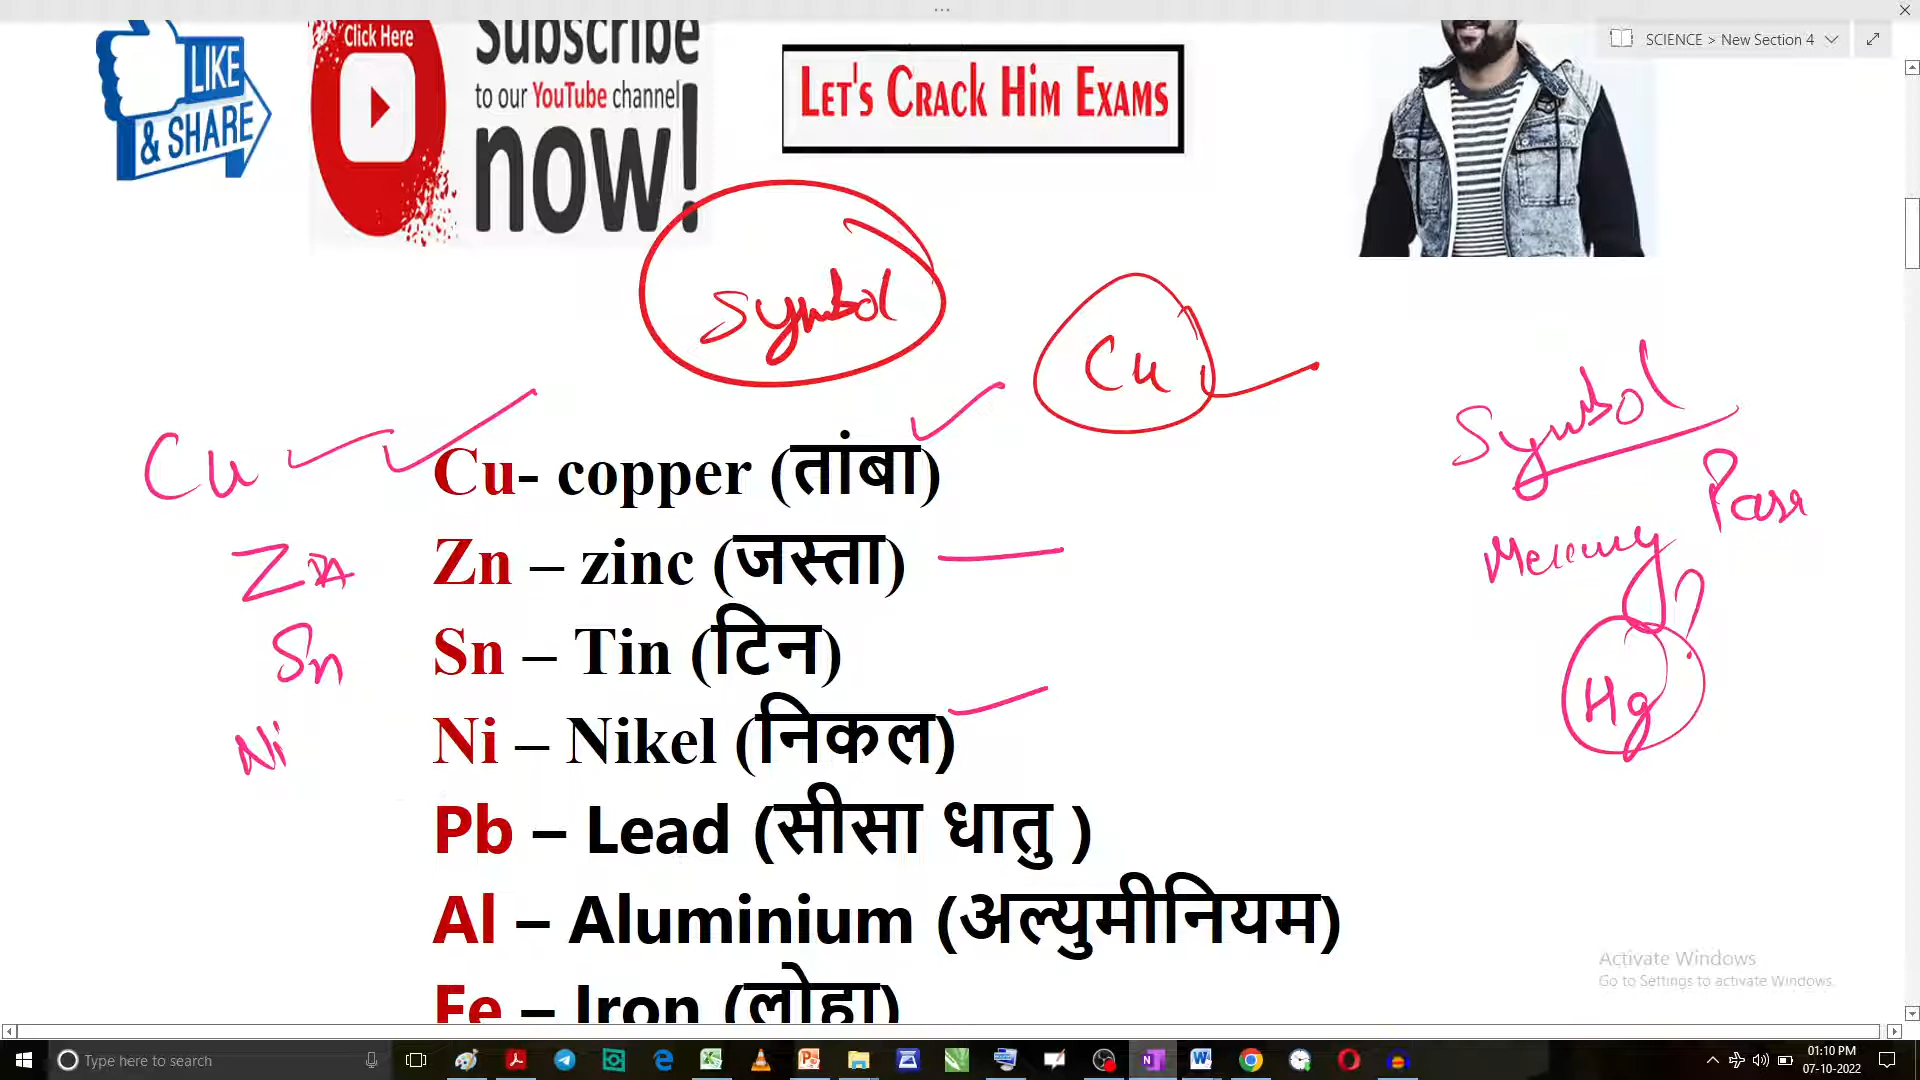 SCIENCE > New Section 4
Click Here
LIKE
& SHARE
Subscribe
to our YouTube channel
now!
LET'S CRACK HIM EXAMS
Symbol
Cu
Symbol
Cu
Cu- copper (तांबा)
Mercury
Zn – zinc (जस्ता)
Sn
Sn – Tin (टिन)
?
Hg
Ni
Ni – Nikel (निकल)
Pb – Lead (सीसा धातु )
Al – Aluminium (अल्युमीनियम)
Fe – Iron (लोहा)
Activate Windows
Go to Settings to activate Windows.
Type here to search
01:10 PM
07-10-2022